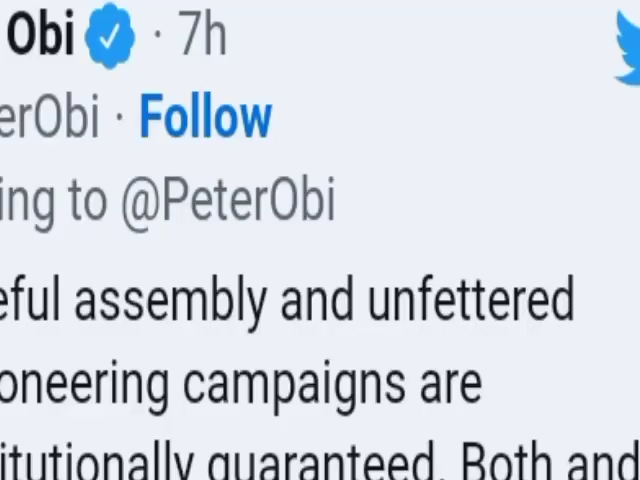 Obi · 7h
erObi · Follow
ing to @PeterObi
eful assembly and unfettered
oneering campaigns are
itutionally guaranteed. Both and